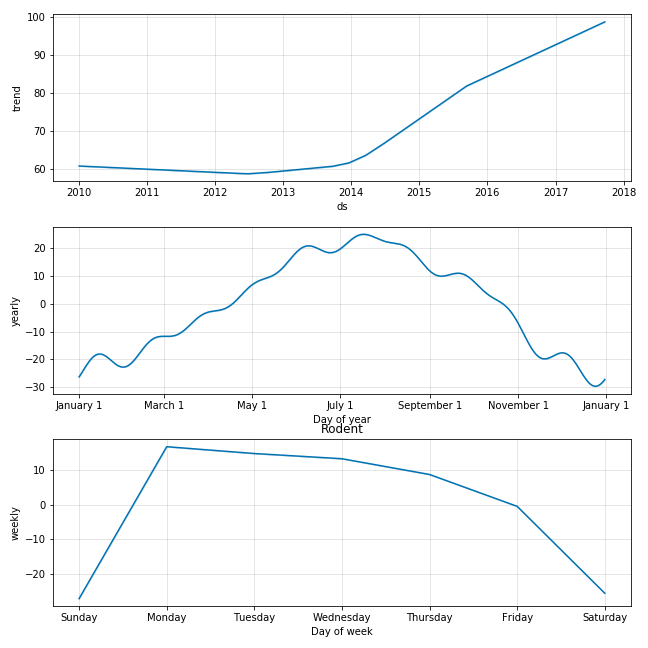 100
90
80
70
60
trend
2010 2011 2012 2013 2014 2015 2016 2017 2018
ds
20
10
0
−10
−20
−30
yearly
January 1 March 1 May 1 July 1 September 1 November 1 January 1
Day of year
Rodent
10
0
−10
−20
weekly
Sunday Monday Tuesday Wednesday Thursday Friday Saturday
Day of week